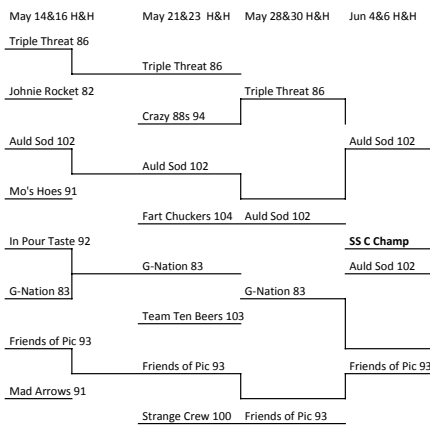 May 14&16 H&H May 21&23 H&H May 28&30 H&H Jun 4&6 H&H
Triple Threat 86
Triple Threat 86
Johnie Rocket 82 Triple Threat 86
Crazy 88s 94
Auld Sod 102 Auld Sod 102
Auld Sod 102
Mo's Hoes 91
Fart Chuckers 104 Auld Sod 102
In Pour Taste 92 SS C Champ
G-Nation 83 Auld Sod 102
G-Nation 83 G-Nation 83
Team Ten Beers 103
Friends of Pic 93
Friends of Pic 93 Friends of Pic 93
Mad Arrows 91
Strange Crew 100 Friends of Pic 93